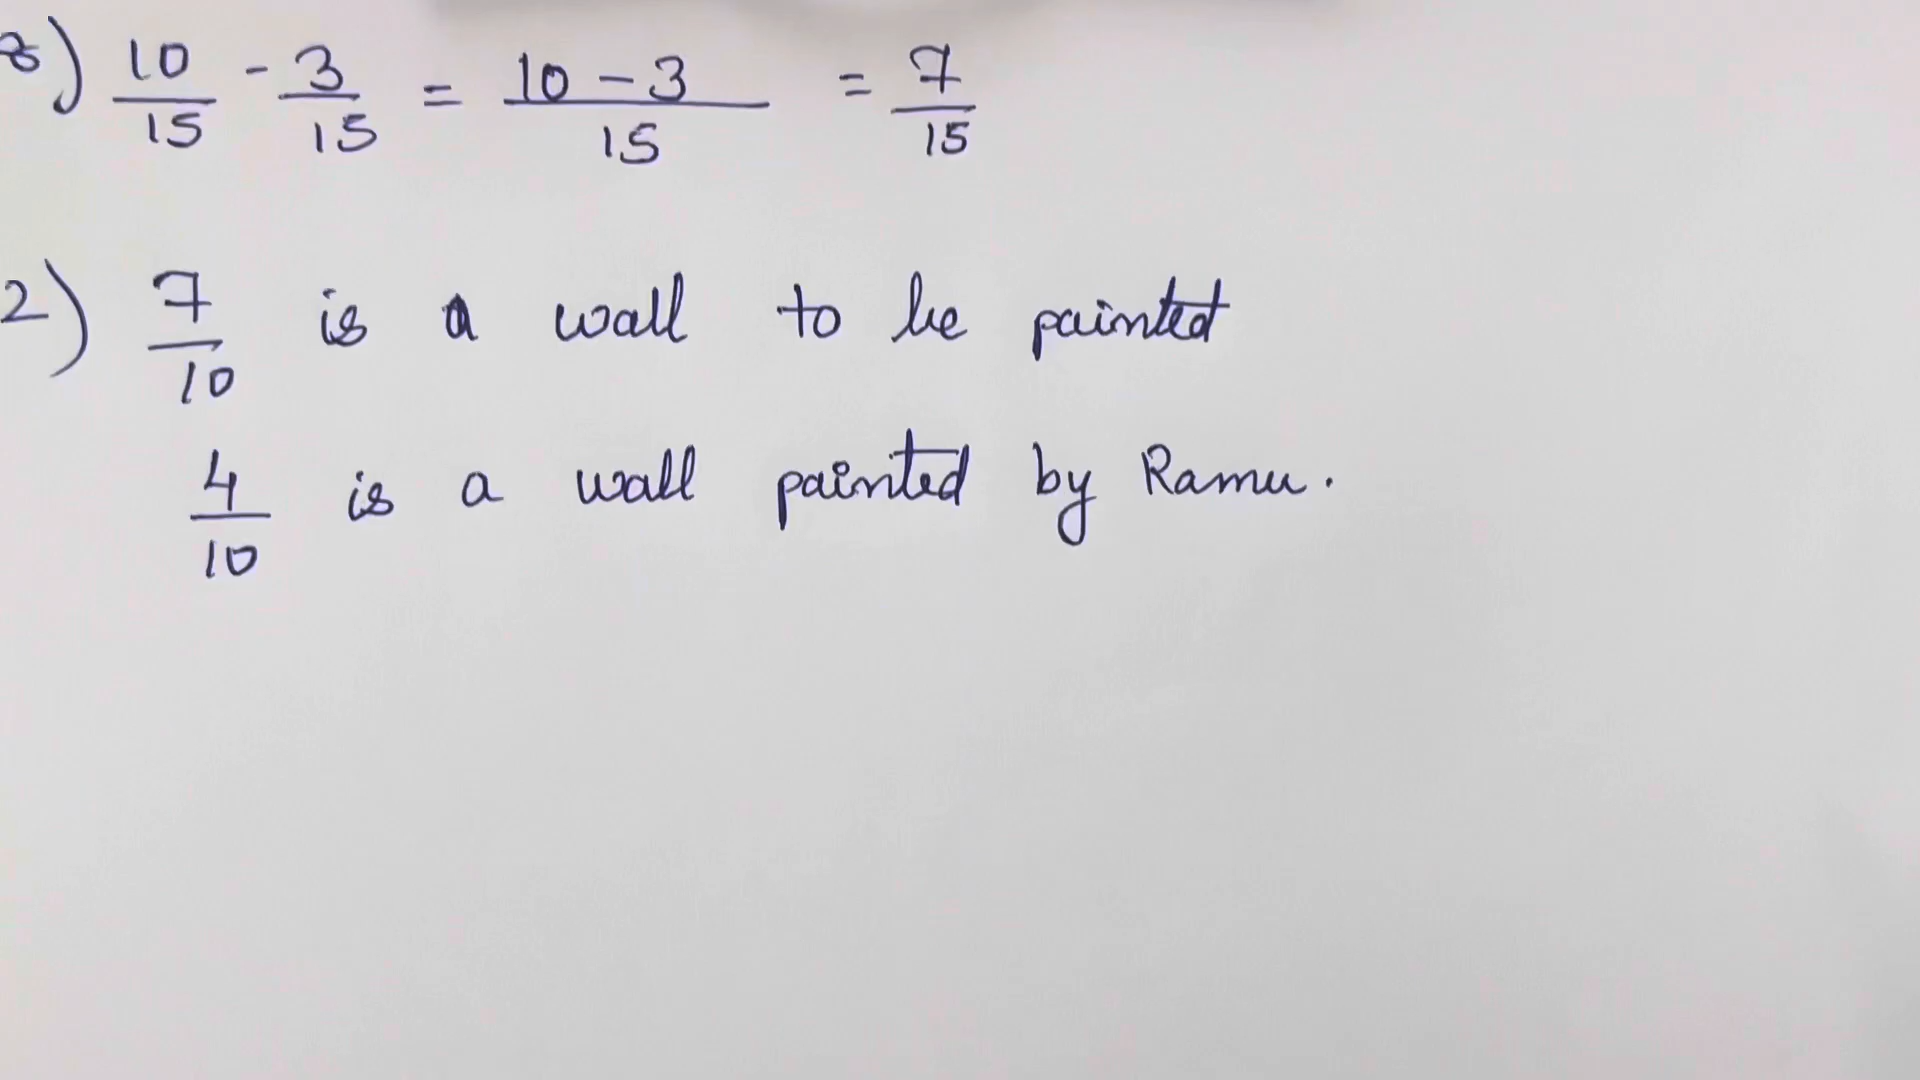 8) 10/15 - 3/15 = 10 - 3/15 = 7/15
2) 7/10 is a wall to be painted
4/10 is a wall painted by Ramu.